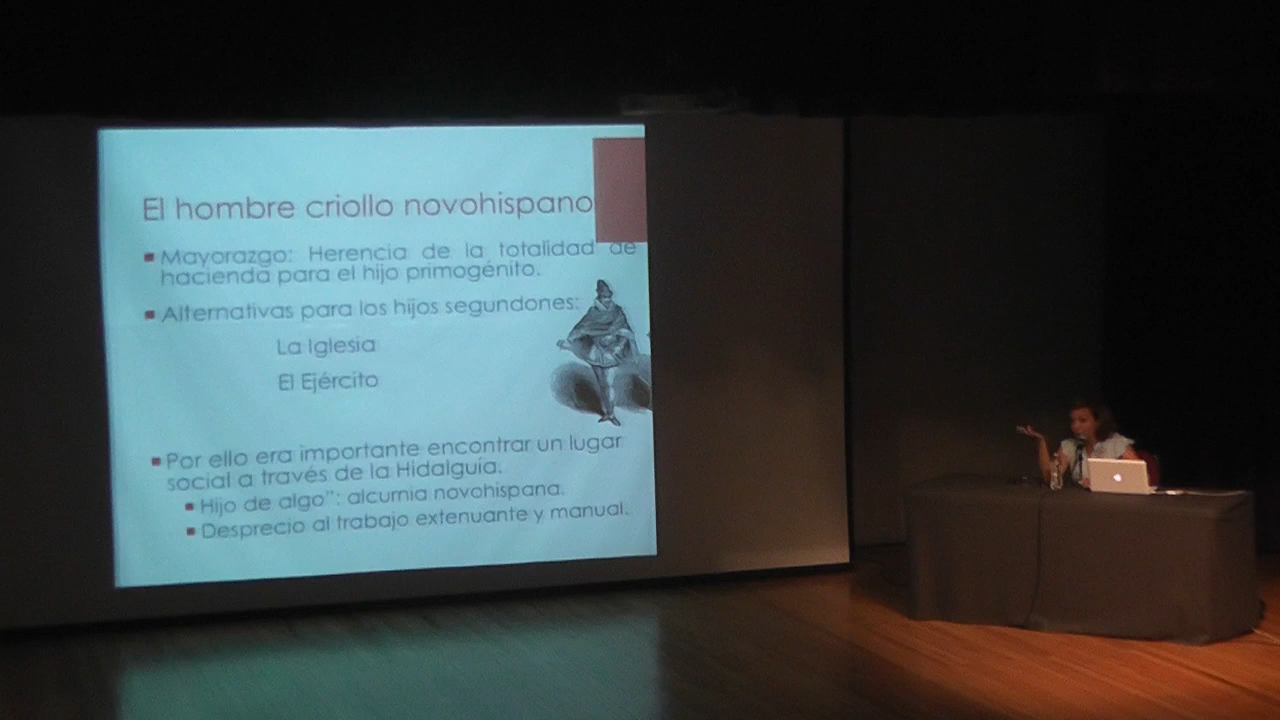 El hombre criollo novohispano
Mayorazgo: Herencia de la totalidad de
hacienda para el hijo primogénito.
Alternativas para los hijos segundones:
La Iglesia
El Ejército
Por ello era importante encontrar un lugar
social a través de la Hidalguía.
Hijo de algo”: alcurnia novohispana.
Desprecio al trabajo extenuante y manual.